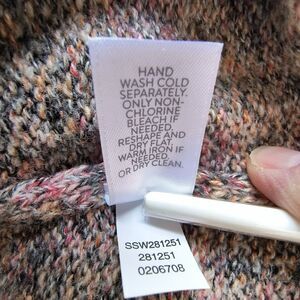 HAND
WASH COLD
SEPARATELY.
ONLY NON-
CHLORINE
BLEACH IF
NEEDED.
RESHAPE AND
DRY FLAT.
WARM IRON IF
NEEDED.
OR DRY CLEAN.
SSW281251
281251
0206708